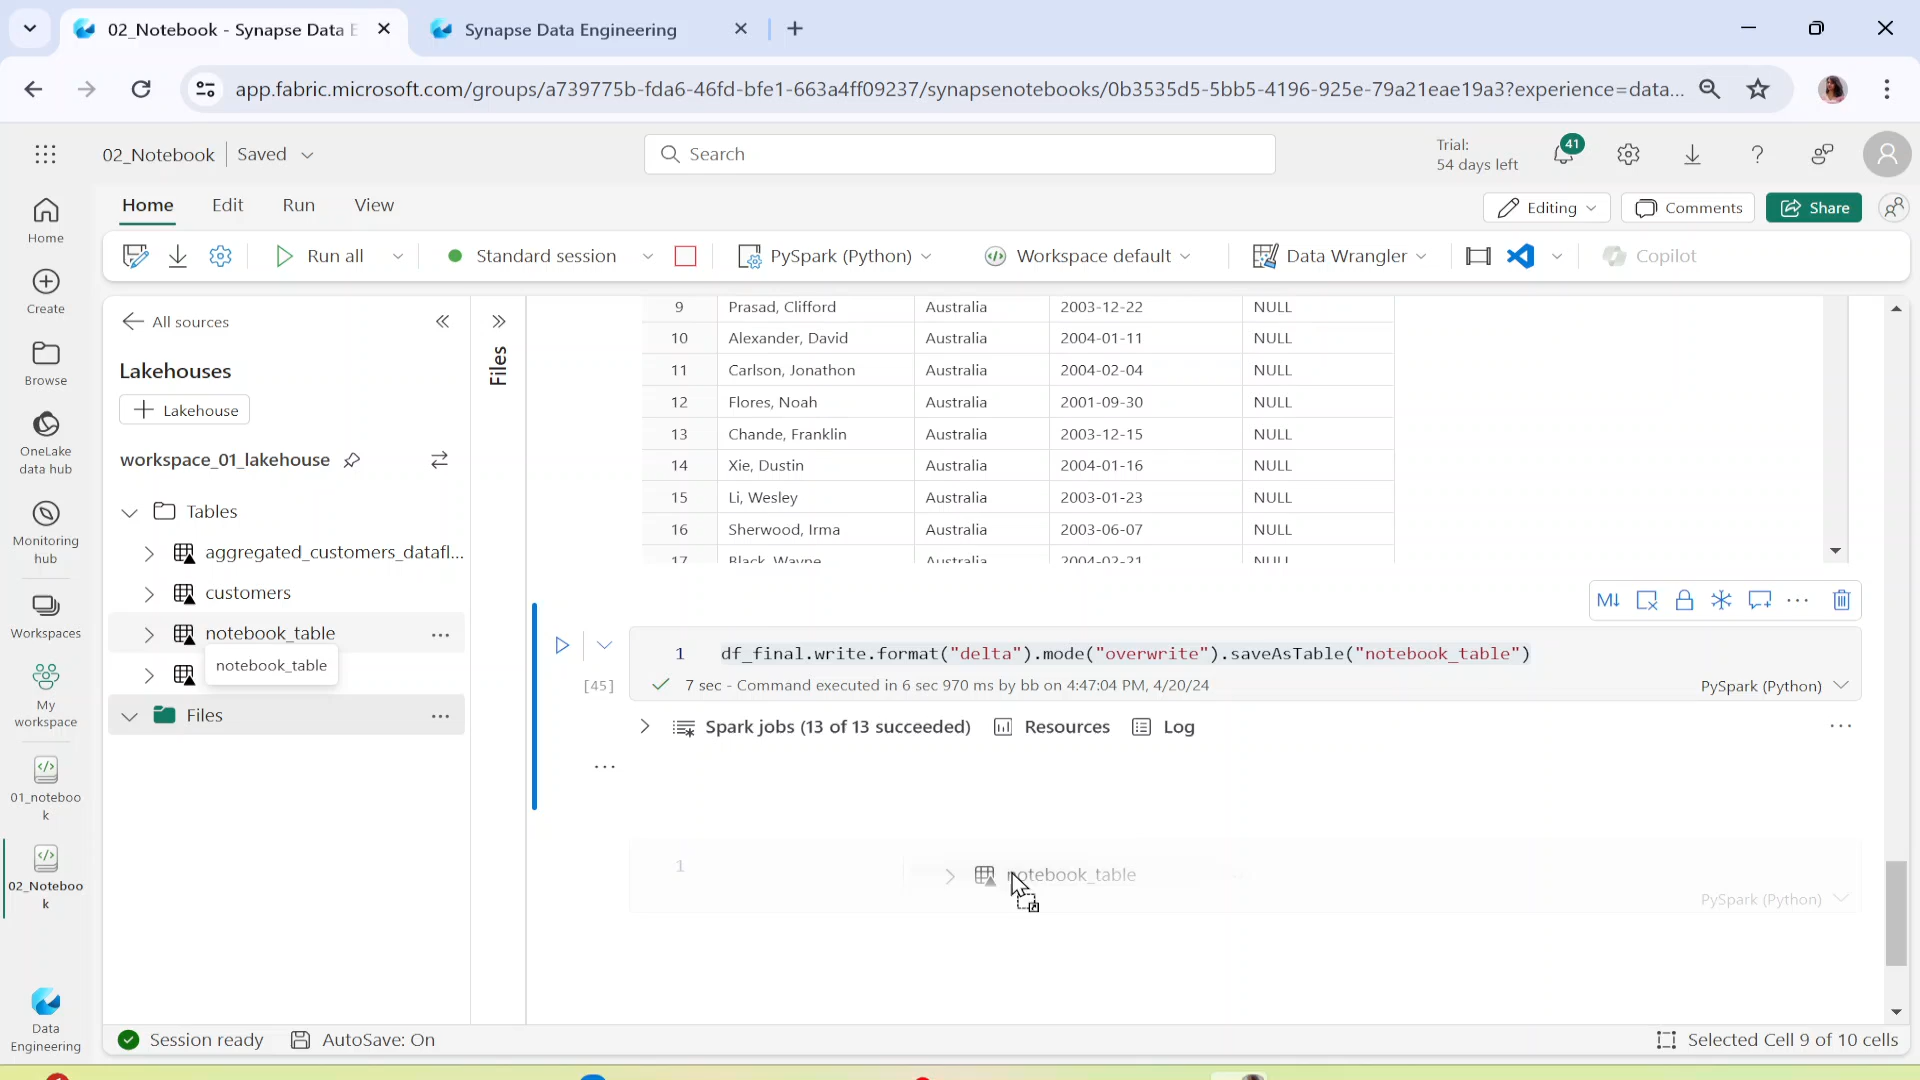 02_Notebook - Synapse Data E
Synapse Data Engineering
app.fabric.microsoft.com/groups/a739775b-fda6-46fd-bfe1-663a4ff09237/synapsenotebooks/0b3535d5-5bb5-4196-925e-79a21eae19a3?experience=data...
02_Notebook
Saved
Search
Trial:
54 days left
41
Home
Edit
Run
View
Editing
Comments
Share
Run all
Standard session
PySpark (Python)
Workspace default
Data Wrangler
Copilot
Home
Create
Browse
OneLake
data hub
Monitoring
hub
Workspaces
My
workspace
01_noteboo
k
02_Noteboo
k
Data
Engineering
All sources
Lakehouses
Lakehouse
workspace_01_lakehouse
Tables
aggregated_customers_datafl...
customers
notebook_table
notebook_table
Files
Files
9 Prasad, Clifford Australia 2003-12-22 NULL
10 Alexander, David Australia 2004-01-11 NULL
11 Carlson, Jonathon Australia 2004-02-04 NULL
12 Flores, Noah Australia 2001-09-30 NULL
13 Chande, Franklin Australia 2003-12-15 NULL
14 Xie, Dustin Australia 2004-01-16 NULL
15 Li, Wesley Australia 2003-01-23 NULL
16 Sherwood, Irma Australia 2003-06-07 NULL
17 Black, Wayne Australia 2004-02-21 NULL
M↓
1 df_final.write.format("delta").mode("overwrite").saveAsTable("notebook_table")
[45]
7 sec - Command executed in 6 sec 970 ms by bb on 4:47:04 PM, 4/20/24
PySpark (Python)
Spark jobs (13 of 13 succeeded)
Resources
Log
1
notebook_table
PySpark (Python)
Session ready
AutoSave: On
Selected Cell 9 of 10 cells